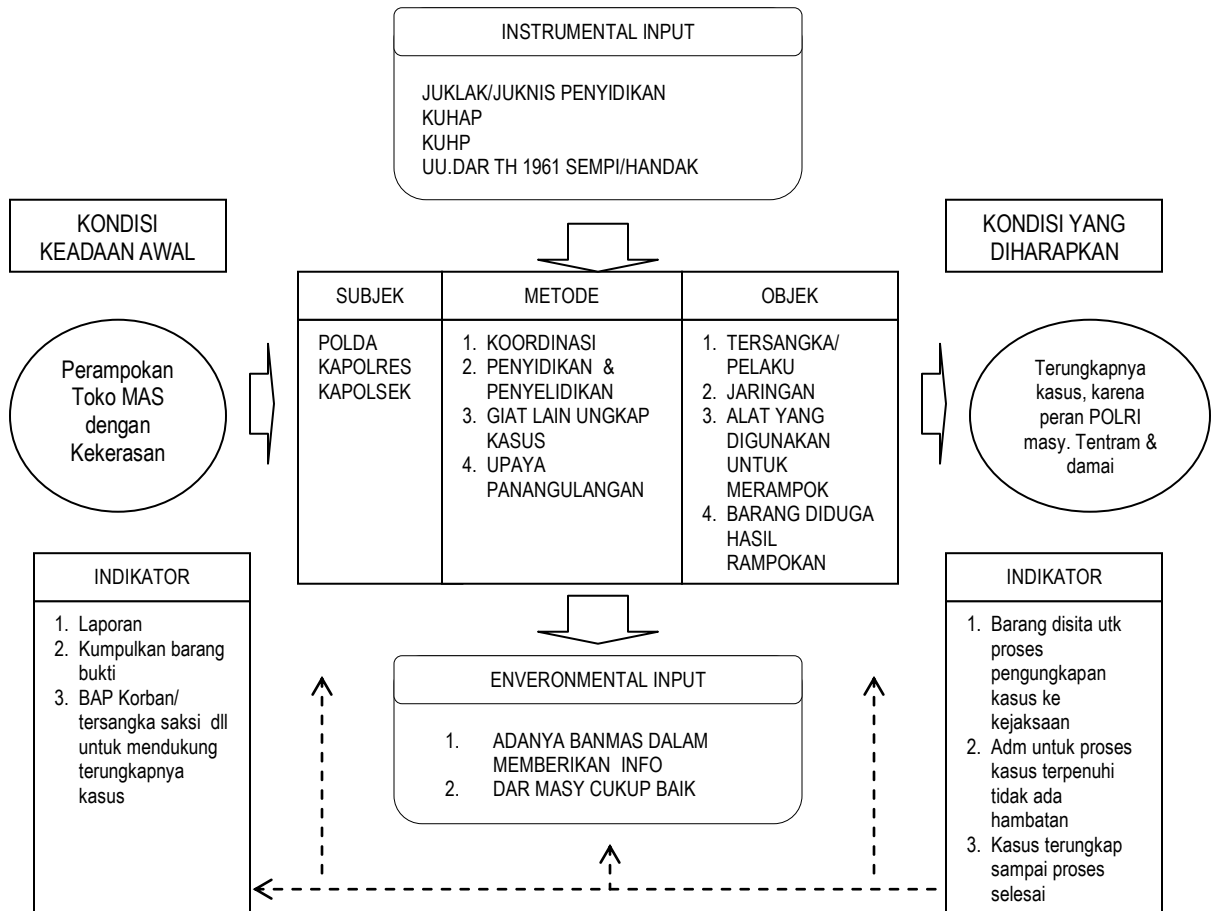 INSTRUMENTAL INPUT
JUKLAK/JUKNIS PENYIDIKAN
KUHAP
KUHP
UU.DAR TH 1961 SEMPI/HANDAK
KONDISI
KEADAAN AWAL
KONDISI YANG
DIHARAPKAN
Perampokan
Toko MAS
dengan
Kekerasan
SUBJEK
POLDA
KAPOLRES
KAPOLSEK
METODE
1. KOORDINASI
2. PENYIDIKAN &
PENYELIDIKAN
3. GIAT LAIN UNGKAP
KASUS
4. UPAYA
PANANGULANGAN
OBJEK
1. TERSANGKA/
PELAKU
2. JARINGAN
3. ALAT YANG
DIGUNAKAN
UNTUK
MERAMPOK
4. BARANG DIDUGA
HASIL
RAMPOKAN
Terungkapnya
kasus, karena
peran POLRI
masy. Tentram &
damai
INDIKATOR
1. Laporan
2. Kumpulkan barang
bukti
3. BAP Korban/
tersangka saksi dll
untuk mendukung
terungkapnya
kasus
ENVERONMENTAL INPUT
1. ADANYA BANMAS DALAM
MEMBERIKAN INFO
2. DAR MASY CUKUP BAIK
INDIKATOR
1. Barang disita utk
proses
pengungkapan
kasus ke
kejaksaan
2. Adm untuk proses
kasus terpenuhi
tidak ada
hambatan
3. Kasus terungkap
sampai proses
selesai